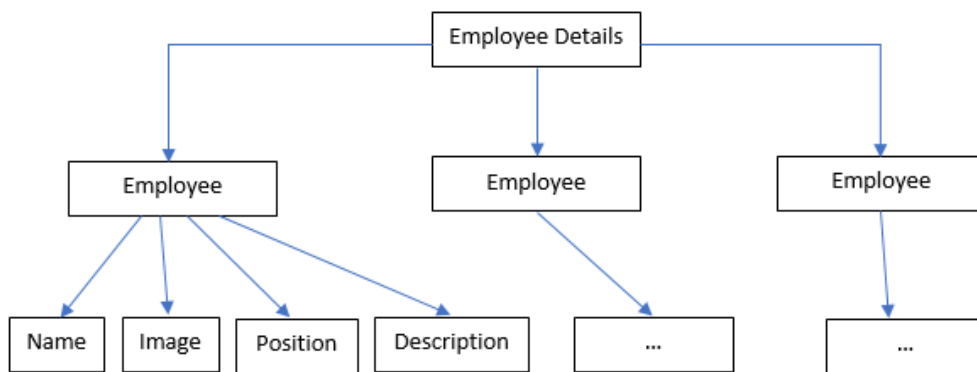 Employee Details
Employee
Employee
Employee
Name
Image
Position
Description
...
...